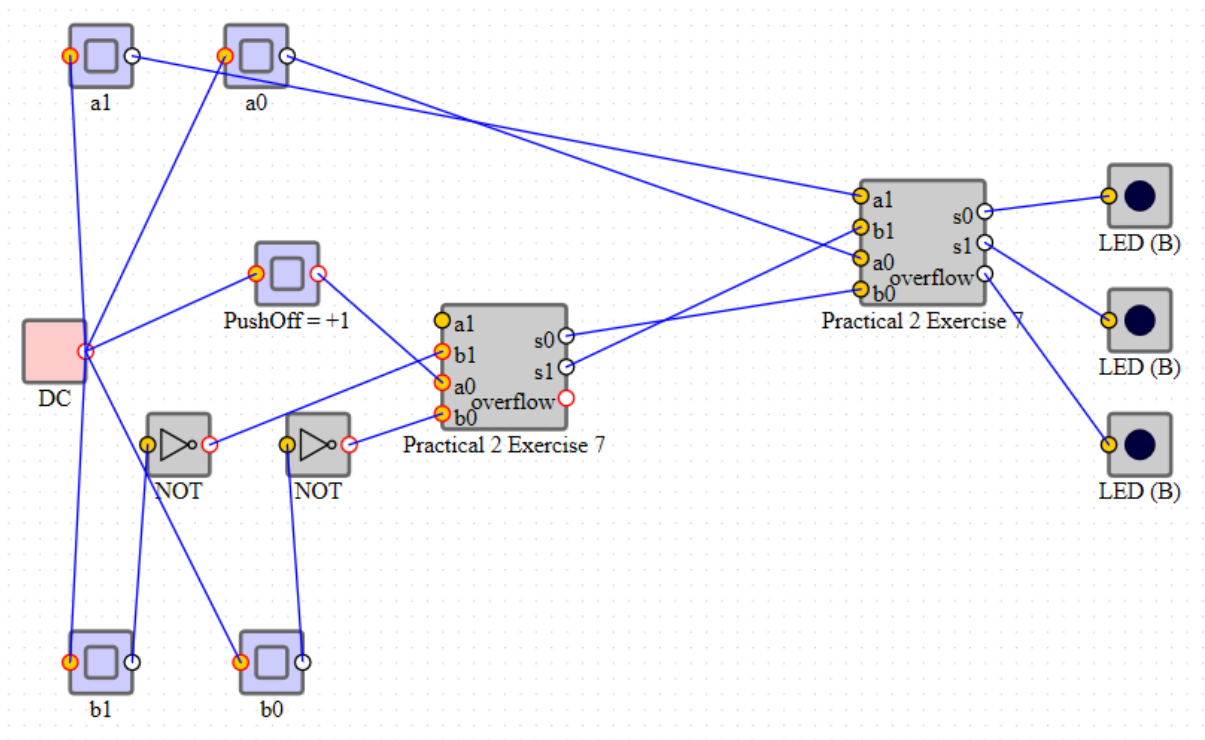 a1
a0
a1
b1
a0
b0
s0
s1
overflow
Practical 2 Exercise 7
LED (B)
LED (B)
LED (B)
PushOff = +1
DC
a1
b1
a0
b0
s0
s1
overflow
Practical 2 Exercise 7
NOT
NOT
b1
b0